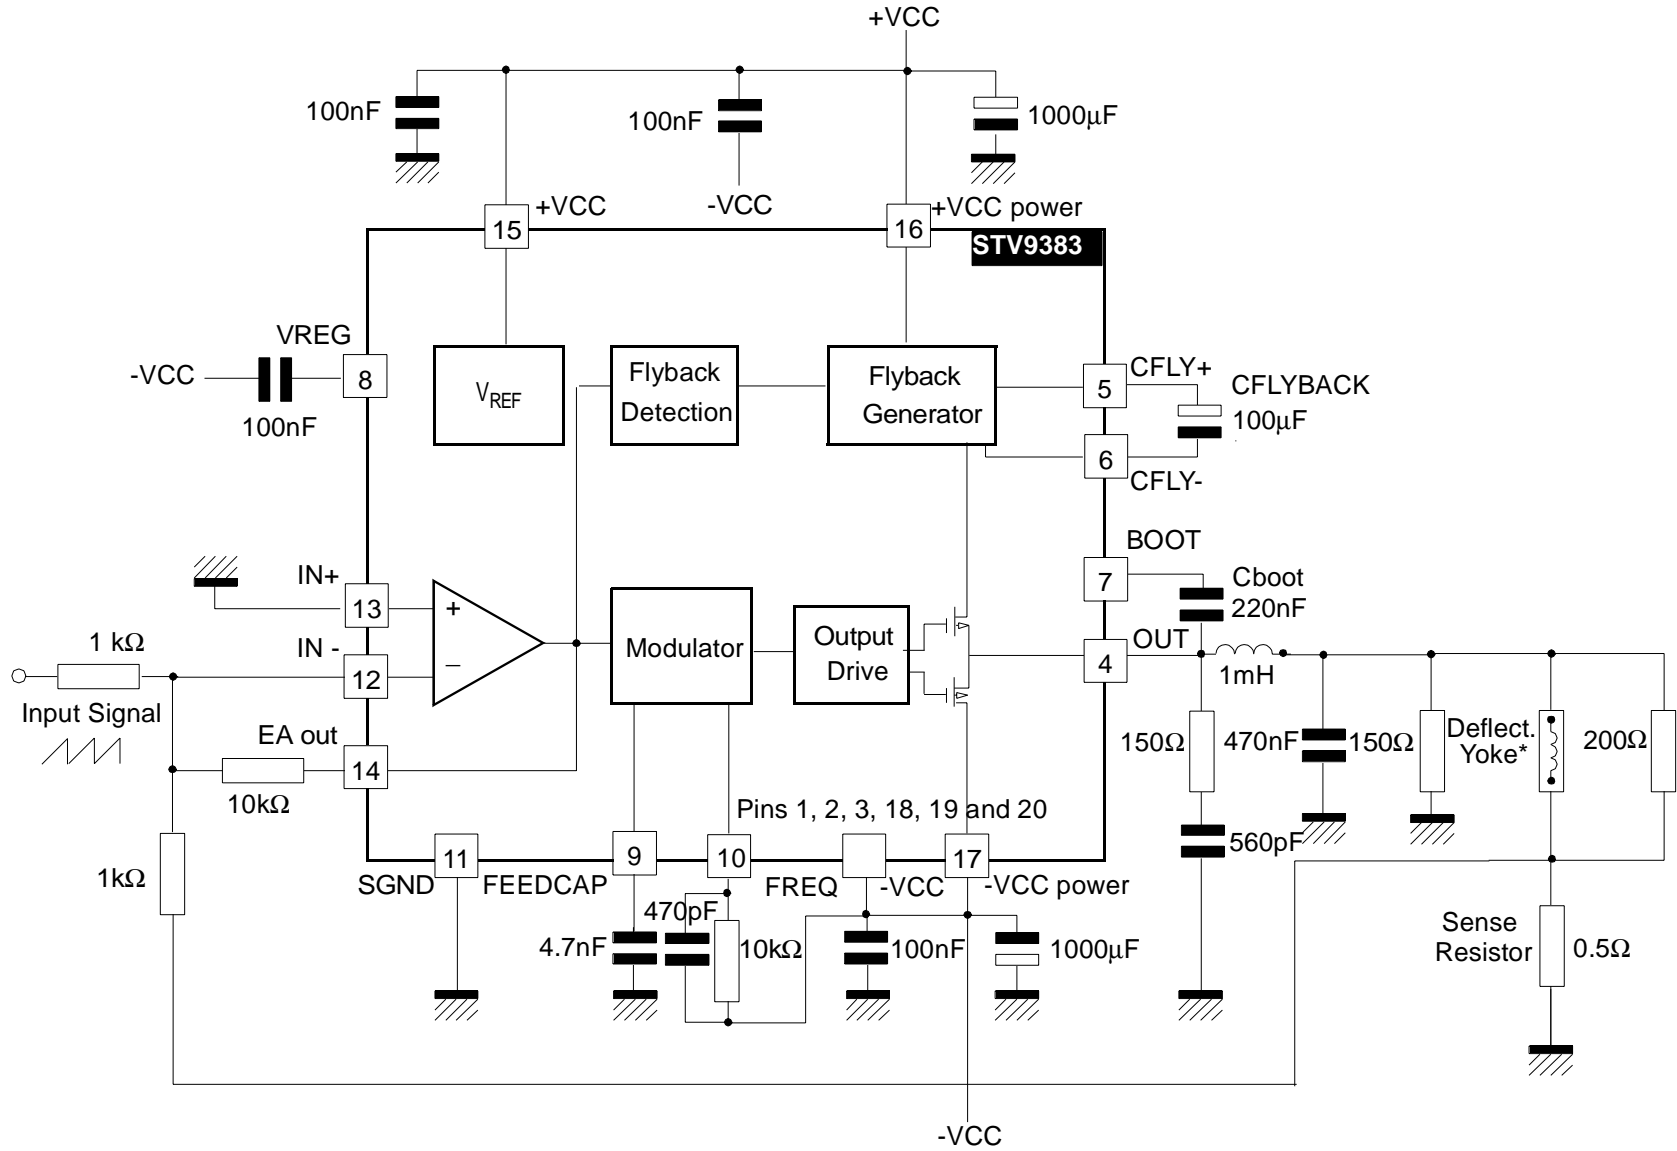 +VCC
100nF
100nF
1000μF
-VCC
+VCC
+VCC power
15
16
STV9383
VREG
-VCC
8
100nF
VREF
Flyback
Detection
Flyback
Generator
CFLY+
5
CFLYBACK
100μF
6
CFLY-
BOOT
7
Cboot
220nF
IN+
13
+
1 kΩ
IN -
12
–
Input Signal
EA out
14
10kΩ
1kΩ
Modulator
Output
Drive
OUT
4
1mH
150Ω
470nF
150Ω
Deflect.
Yoke*
200Ω
560pF
Pins 1, 2, 3, 18, 19 and 20
11
9
10
17
SGND
FEEDCAP
FREQ
-VCC
-VCC power
4.7nF
470pF
10kΩ
100nF
1000μF
Sense
Resistor
0.5Ω
-VCC